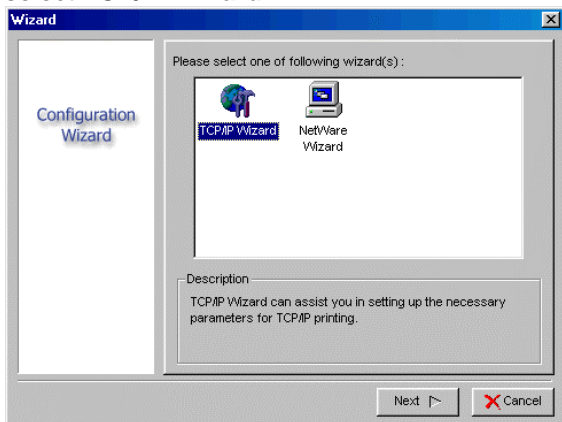 Wizard
Please select one of following wizard(s) :
Configuration
Wizard
TCP/IP Wizard
NetWare
Wizard
Description
TCP/IP Wizard can assist you in setting up the necessary
parameters for TCP/IP printing.
Next
Cancel